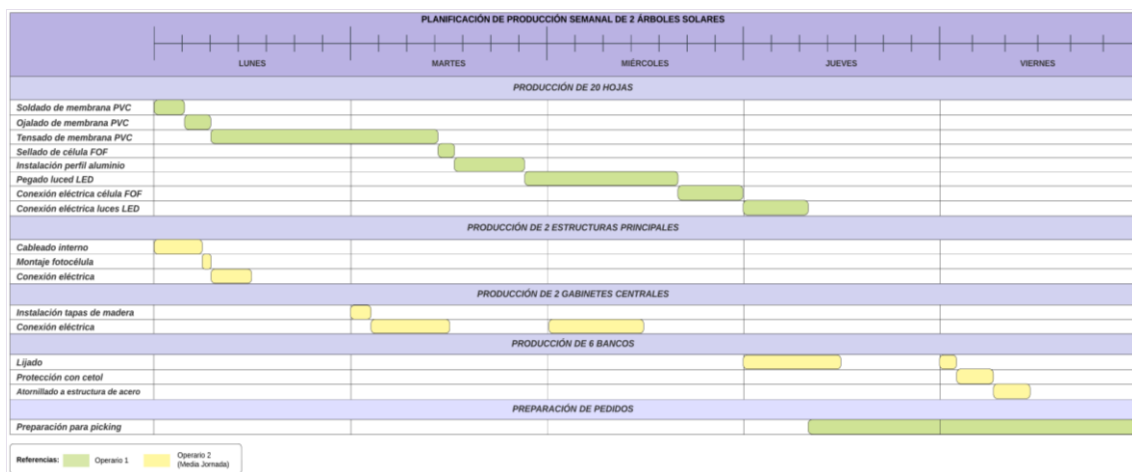 PLANIFICACIÓN DE PRODUCCIÓN SEMANAL DE 2 ÁRBOLES SOLARES
LUNES MARTES MIÉRCOLES JUEVES VIERNES
PRODUCCIÓN DE 20 HOJAS
Soldado de membrana PVC
Ojalado de membrana PVC
Tensado de membrana PVC
Sellado de célula FOF
Instalación perfil aluminio
Pegado luced LED
Conexión eléctrica célula FOF
Conexión eléctrica luces LED
PRODUCCIÓN DE 2 ESTRUCTURAS PRINCIPALES
Cableado interno
Montaje fotocélula
Conexión eléctrica
PRODUCCIÓN DE 2 GABINETES CENTRALES
Instalación tapas de madera
Conexión eléctrica
PRODUCCIÓN DE 6 BANCOS
Lijado
Protección con cetol
Atornillado a estructura de acero
PREPARACIÓN DE PEDIDOS
Preparación para picking
Referencias: Operario 1 Operario 2
(Media Jornada)